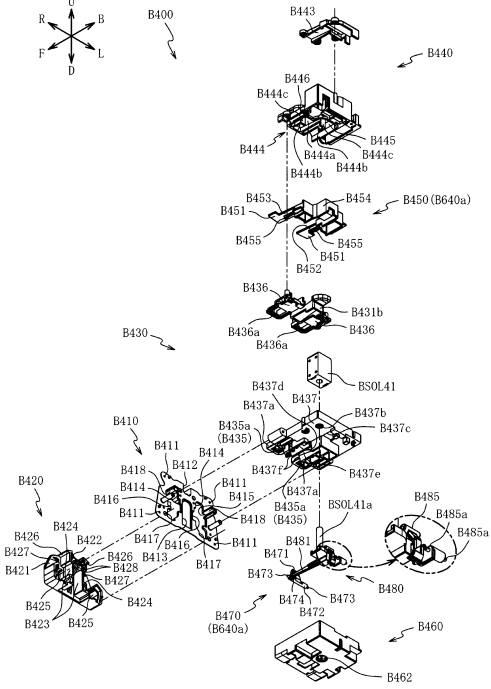 U
B443
R
B
B400
F
L
D
B440
B446
B444c
B445
B444a
B444c
B444
B444b
B444b
B453
B454
B451
B450(B640a)
B455
B455
B451
B452
B436
B431b
B436a
B436
B436a
B430
BSOL41
B437d
B437
B437a
B437b
B435a
(B435)
B437c
B410
B414
B411
B412
B418
B437f
B437e
B411
B437a
B420
B414
B415
B416
B435a
(B435)
B424
B411
B418
BSOL41a
B485
B426
B422
B417
B411
B481
B485a
B427
B426
B413
B416
B417
B471
B485a
B421
B428
B427
B473
B480
B425
B424
B474
B473
B423
B425
B470
(B640a)
B472
B460
B462